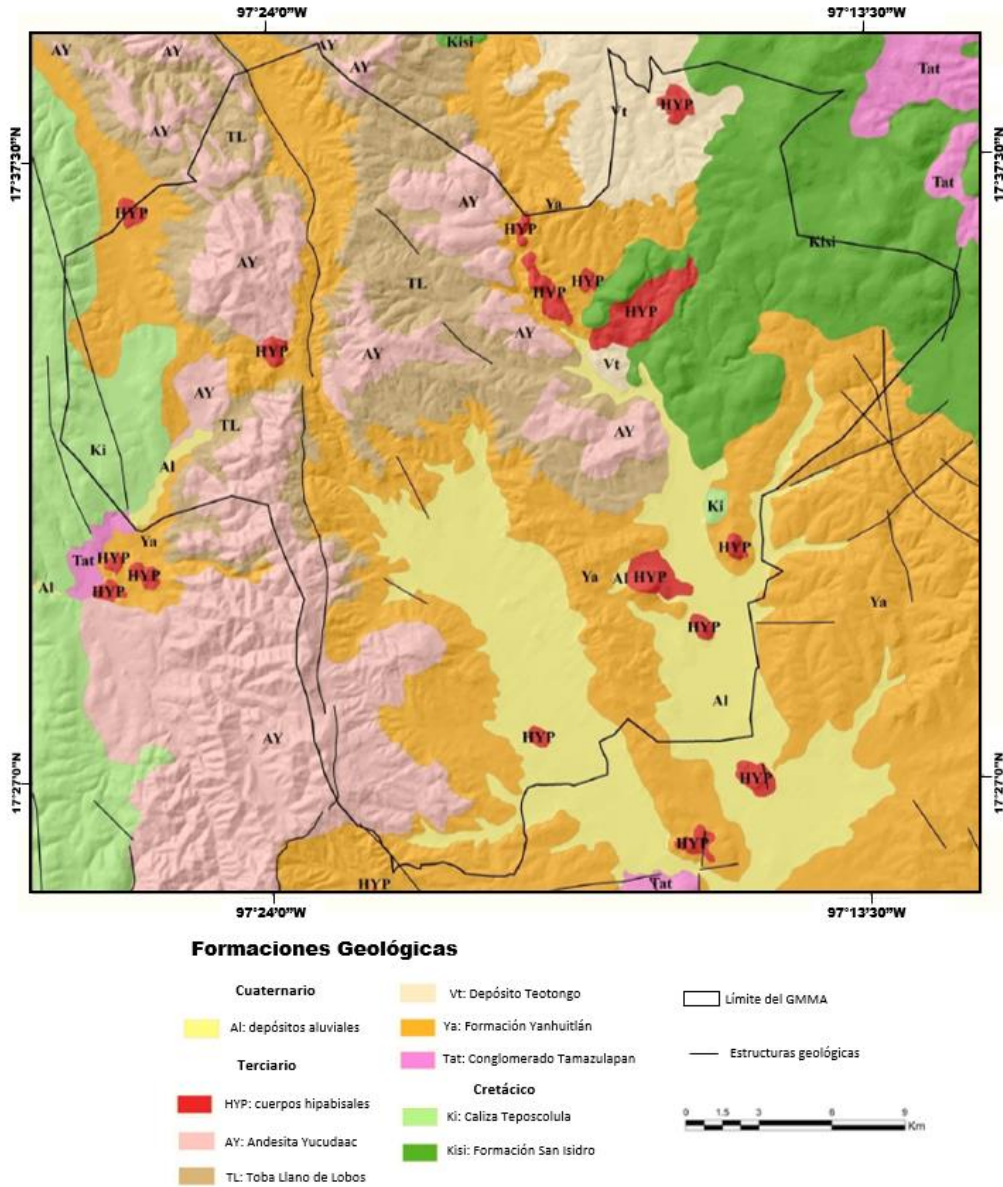 97°24'0"W
97°13'30"W
AY
AY
AY
Kisi
AY
Tat
Vt
HYP
AY
TL
17°37'30"N
17°37'30"N
Tat
AY
Ya
HYP
HYP
Kisi
AY
TL
HYP
HYP
HYP
AY
HYP
AY
Vt
AY
TL
AY
Ki
Al
Ki
Ya
Tat
HYP
HYP
HYP
Al
Ya
Al
HYP
Ya
HYP
Al
AY
HYP
17°27'0"N
17°27'0"N
HYP
HYP
HYP
Tat
97°24'0"W
97°13'30"W
Formaciones Geológicas
Cuaternario
Al: depósitos aluviales
Terciario
HYP: cuerpos hipabisales
AY: Andesita Yucudaac
TL: Toba Llano de Lobos
Vt: Depósito Teotongo
Ya: Formación Yanhuitlán
Tat: Conglomerado Tamazulapan
Cretácico
Ki: Caliza Teposcolula
Kisi: Formación San Isidro
Límite del GMMA
Estructuras geológicas
0 1.5 3 6 9
Km